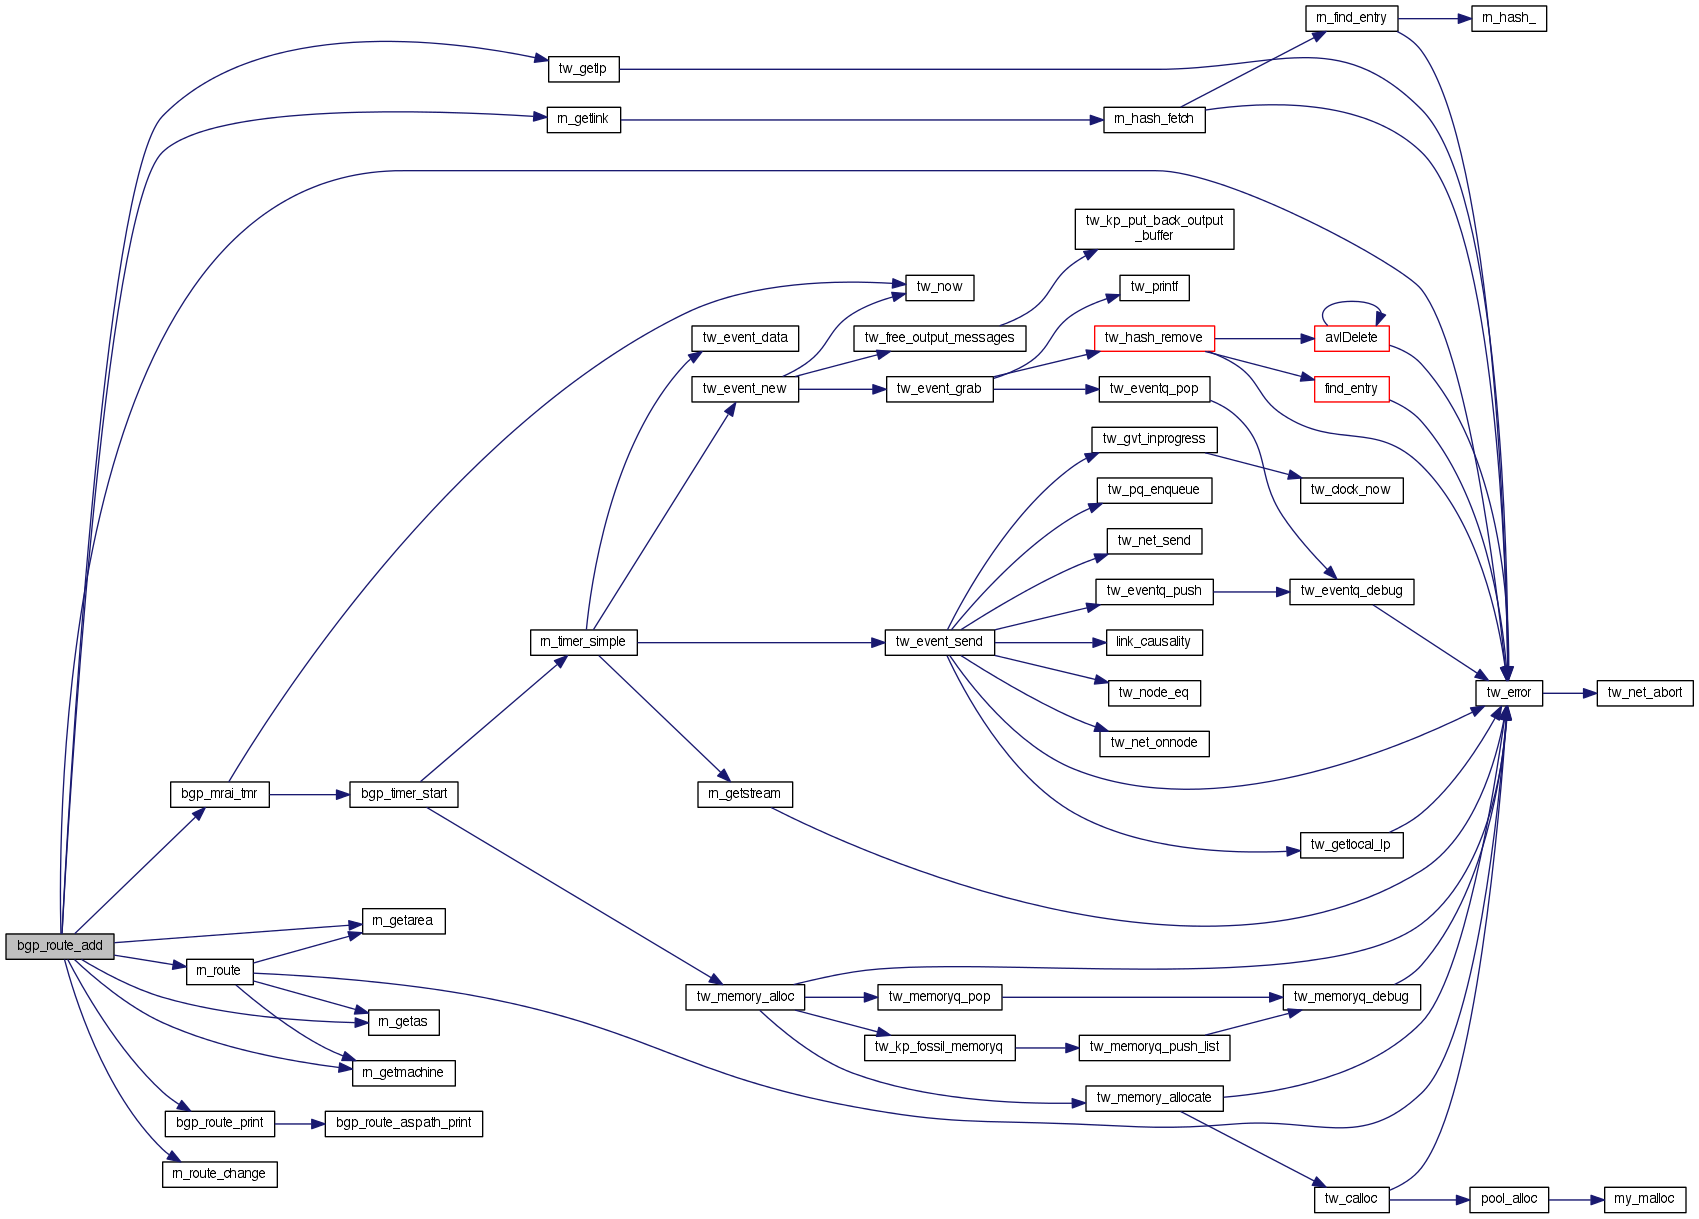 rn_find_entry
rn_hash_
tw_getlp
rn_getlink
rn_hash_fetch
tw_kp_put_back_output
_buffer
tw_now
tw_printf
tw_event_data
tw_free_output_messages
tw_hash_remove
avlDelete
tw_event_new
tw_event_grab
tw_eventq_pop
find_entry
tw_gvt_inprogress
tw_pq_enqueue
tw_clock_now
tw_net_send
tw_eventq_push
tw_eventq_debug
rn_timer_simple
tw_event_send
link_causality
tw_node_eq
tw_error
tw_net_abort
tw_net_onnode
bgp_mrai_tmr
bgp_timer_start
rn_getstream
tw_getlocal_lp
rn_getarea
bgp_route_add
rn_route
tw_memory_alloc
tw_memoryq_pop
tw_memoryq_debug
rn_getas
tw_kp_fossil_memoryq
tw_memoryq_push_list
rn_getmachine
tw_memory_allocate
bgp_route_print
bgp_route_aspath_print
rn_route_change
tw_calloc
pool_alloc
my_malloc